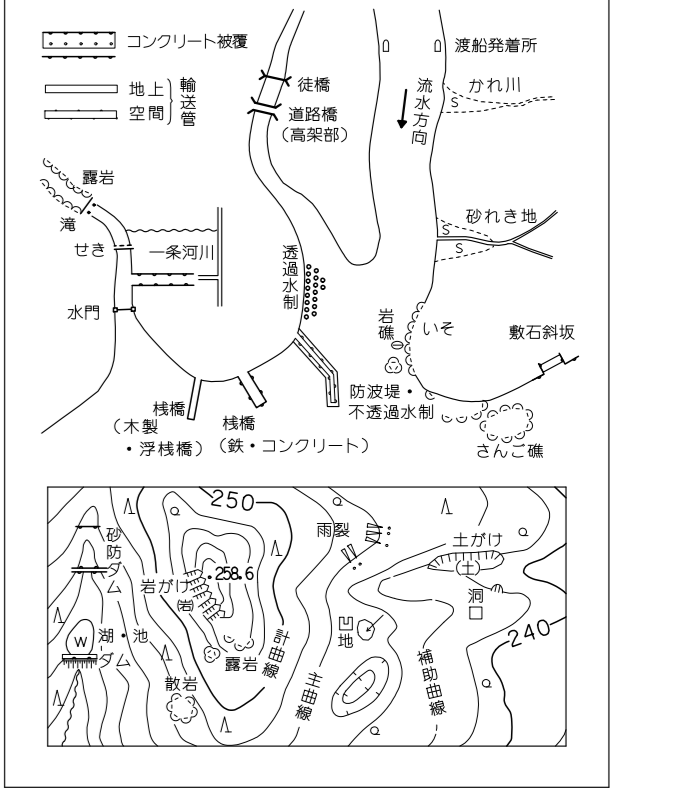 コンクリート被覆
地上
空間
輸送管
徒橋
道路橋
(高架部)
渡船発着所
流水方向
かれ川
S
露岩
滝
せき
一条河川
水門
透過水制
砂れき地
S
S
岩礁
いそ
敷石斜坂
防波堤・
不透過水制
さんご礁
桟橋
(木製
・浮桟橋)
桟橋
(鉄・コンクリート)
250
砂防ダム
岩がけ
(岩)
258.6
雨裂
土がけ
(土)
洞口
W
湖・池
ダム
凹地
240
露岩
散岩
計曲線
主曲線
補助曲線